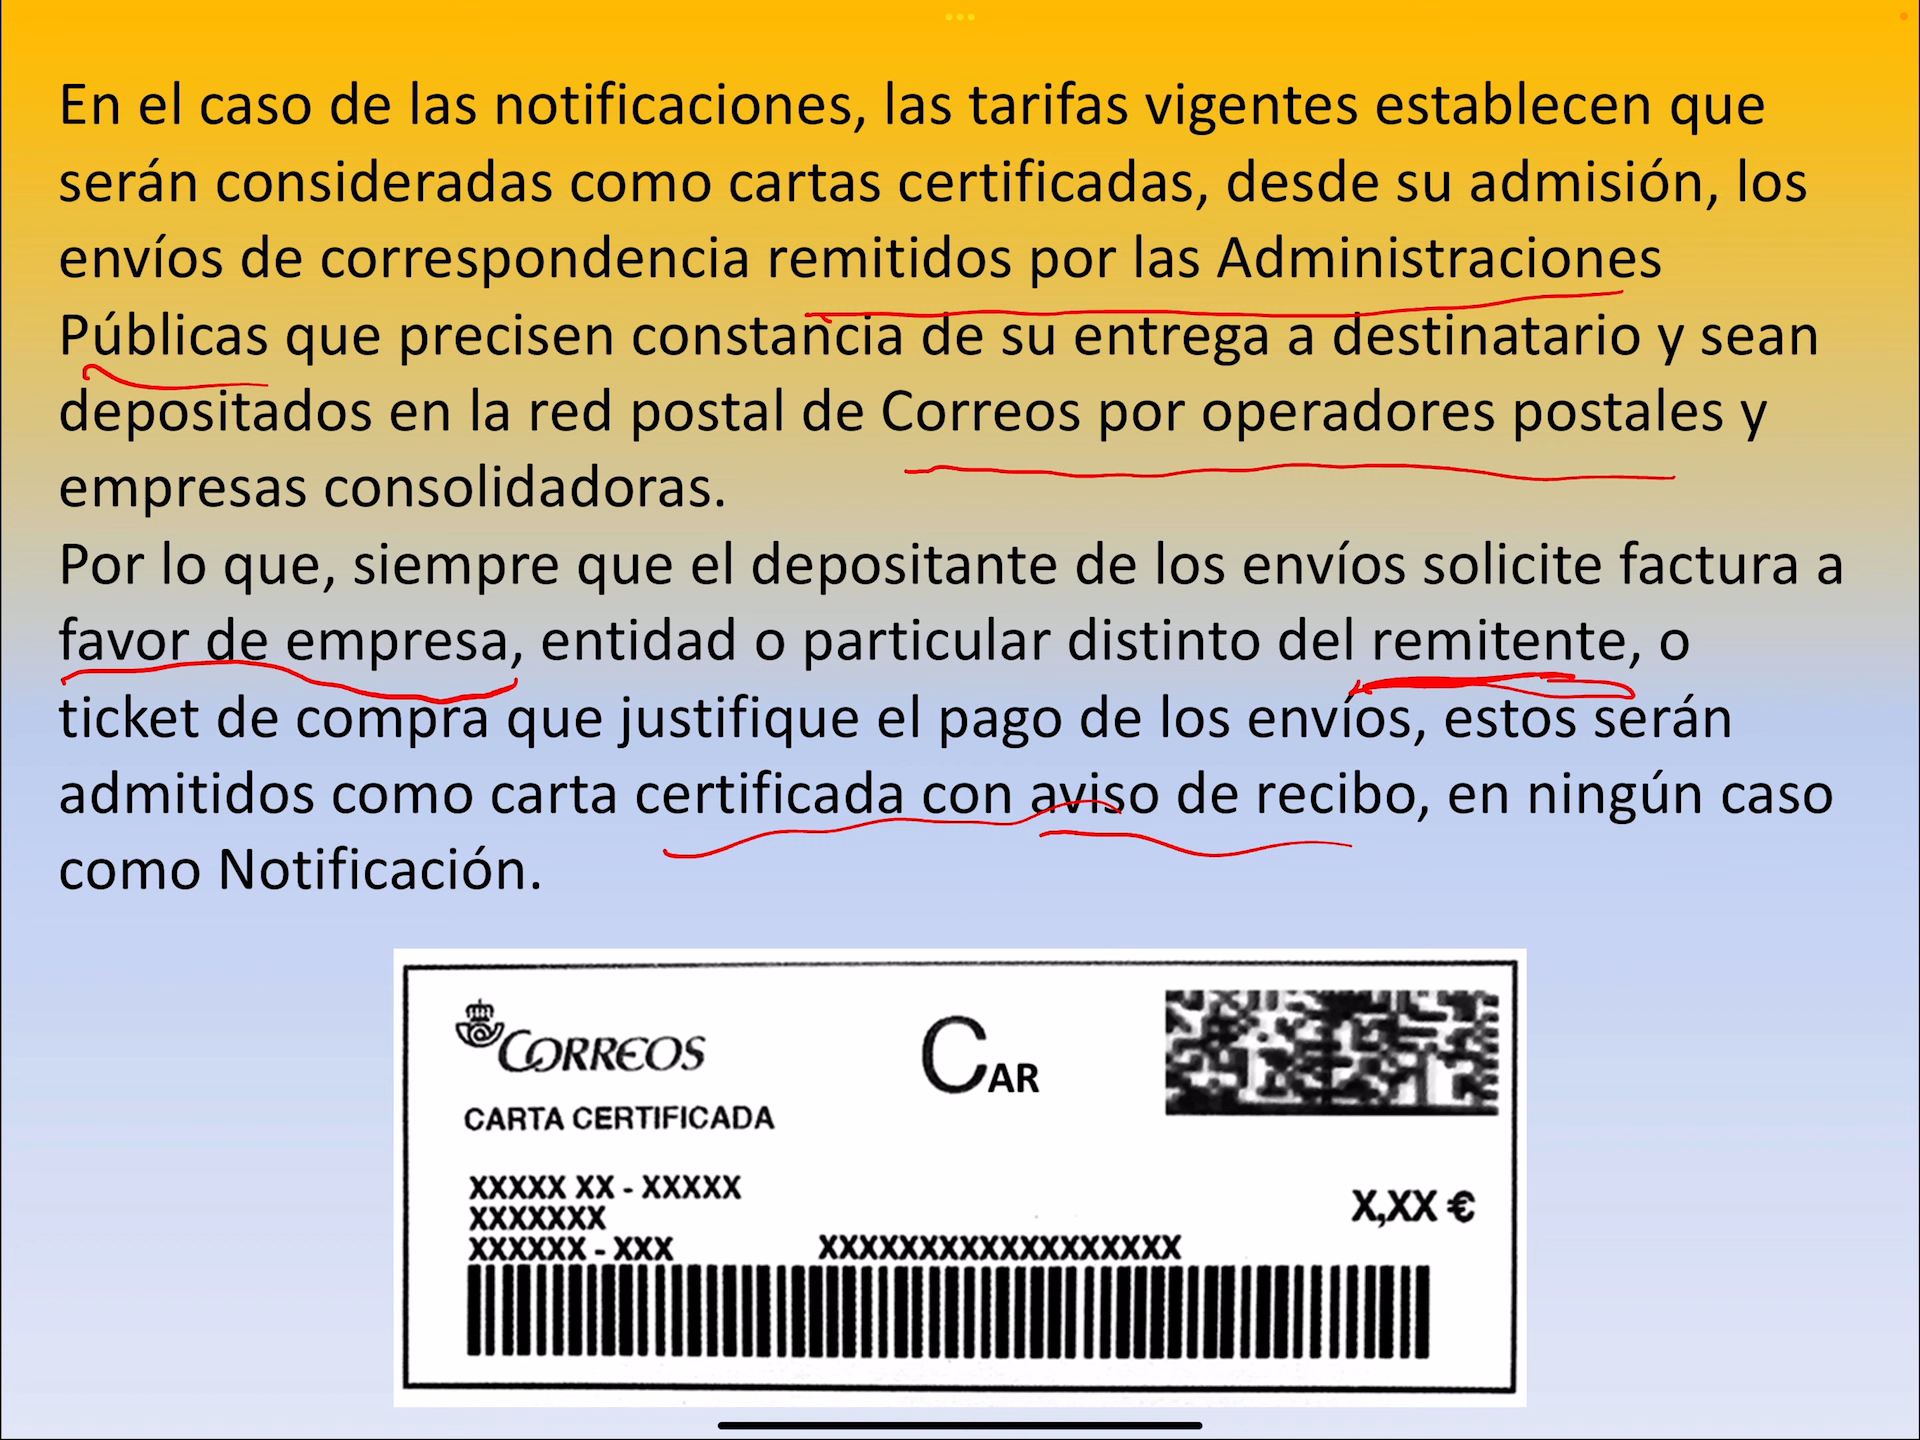 En el caso de las notificaciones, las tarifas vigentes establecen que
serán consideradas como cartas certificadas, desde su admisión, los
envíos de correspondencia remitidos por las Administraciones
Públicas que precisen constancia de su entrega a destinatario y sean
depositados en la red postal de Correos por operadores postales y
empresas consolidadoras.
Por lo que, siempre que el depositante de los envíos solicite factura a
favor de empresa, entidad o particular distinto del remitente, o
ticket de compra que justifique el pago de los envíos, estos serán
admitidos como carta certificada con aviso de recibo, en ningún caso
como Notificación.
CORREOS
CAR
CARTA CERTIFICADA
XXXXX XX - XXXXX
XXXXXXX
X,XX €
XXXXXX - XXX
XXXXXXXXXXXXXXXXXX